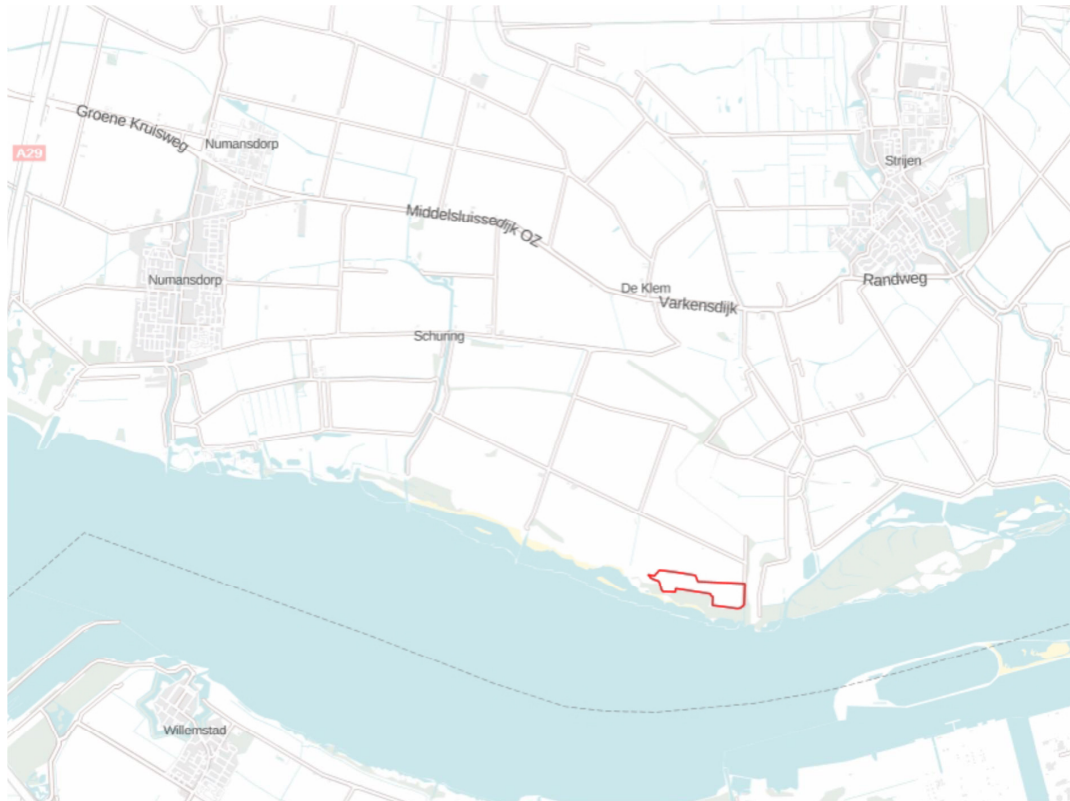 Groene Kruisweg
Numansdorp
A29
Strijen
Middelsluissedijk OZ
Numansdorp
Randweg
De Klem
Varkensdijk
Schuring
Willemstad